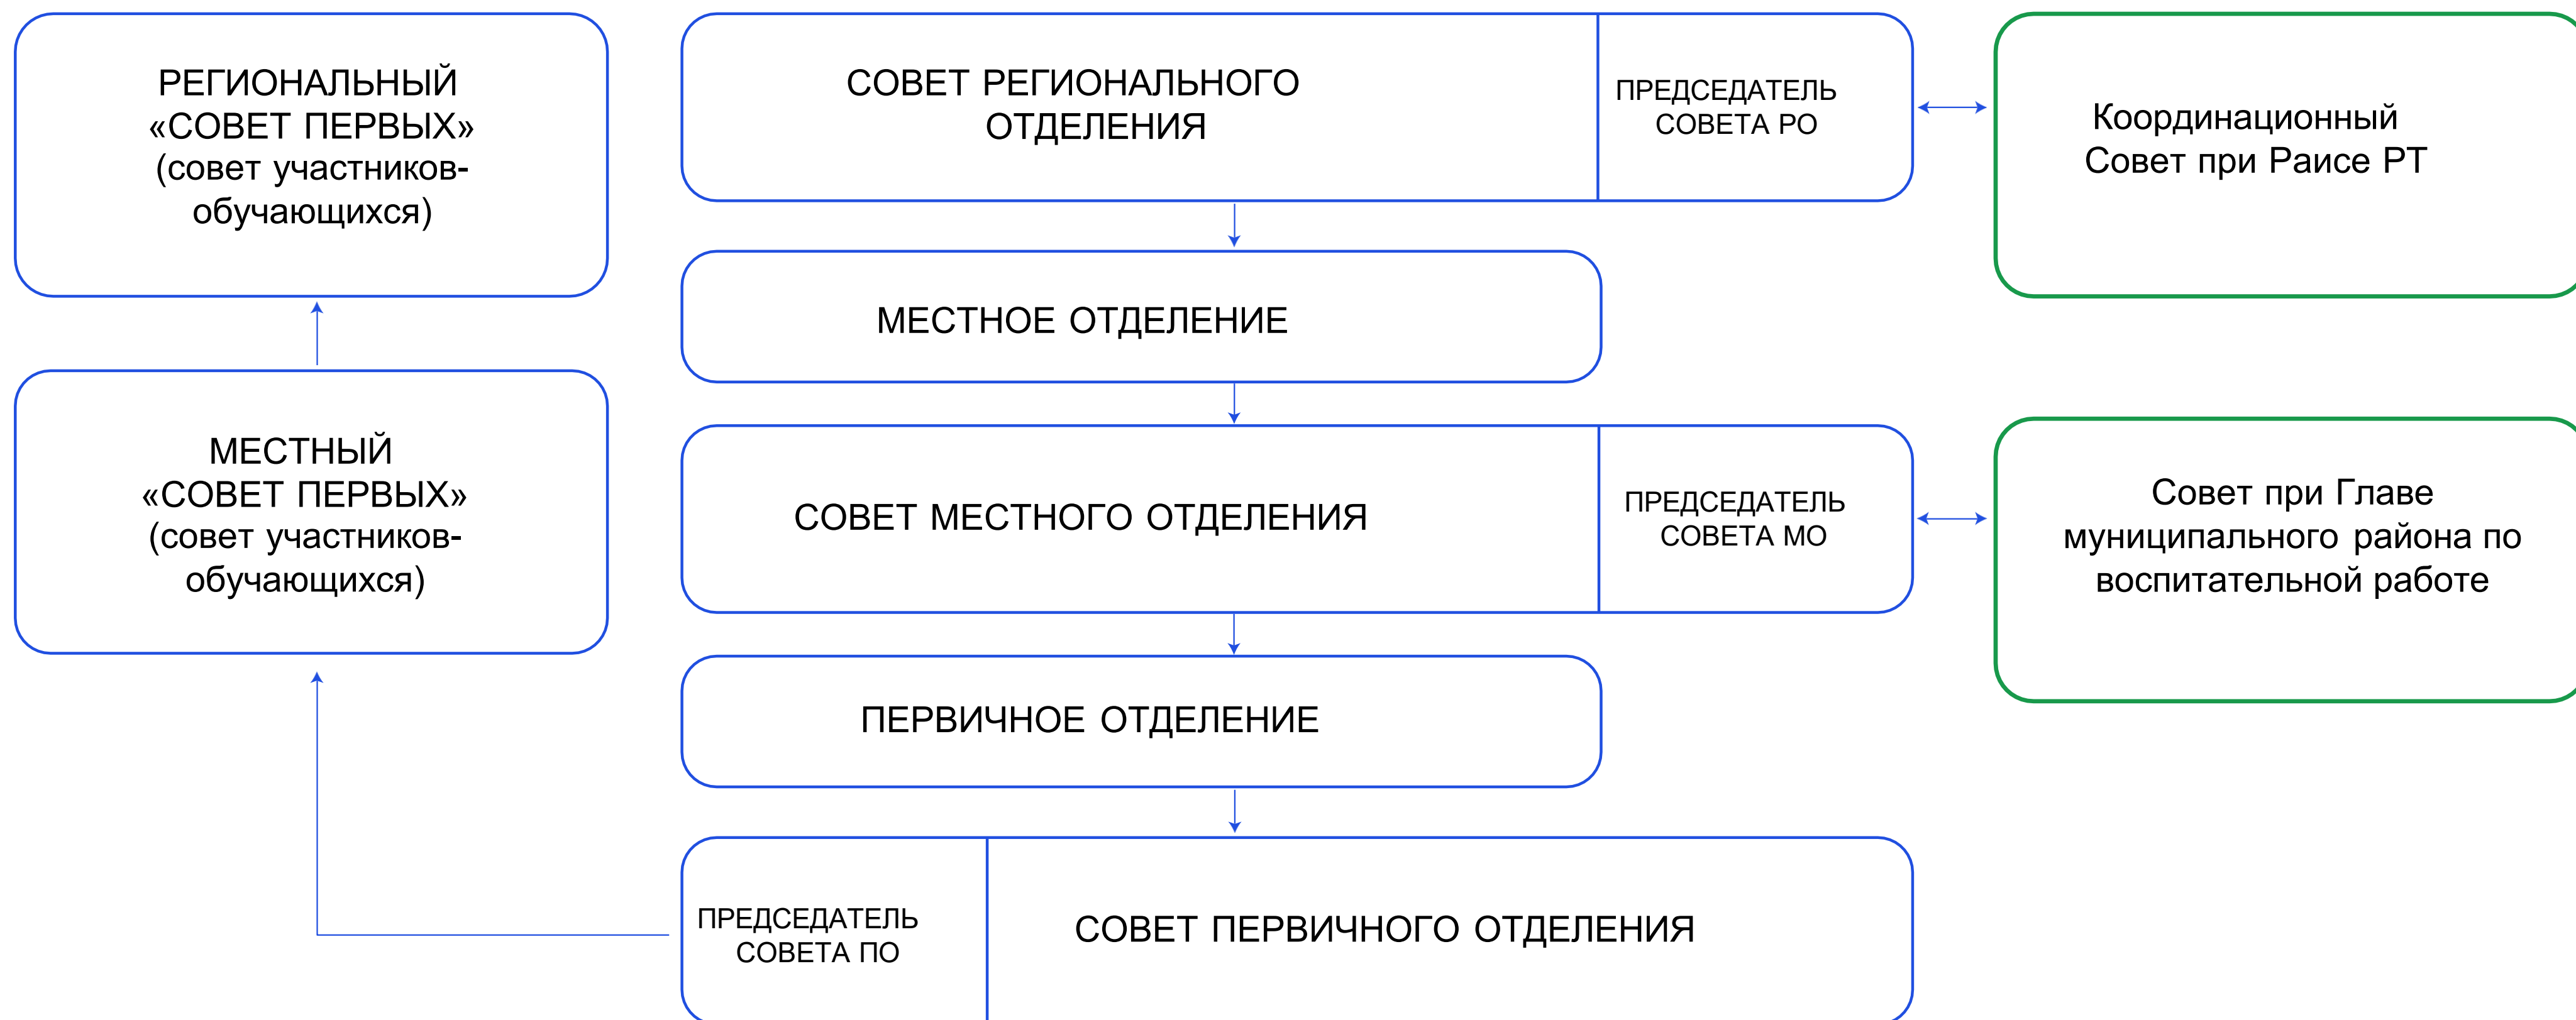 РЕГИОНАЛЬНЫЙ
«СОВЕТ ПЕРВЫХ»
(совет участников-
обучающихся)
СОВЕТ РЕГИОНАЛЬНОГО
ОТДЕЛЕНИЯ
ПРЕДСЕДАТЕЛЬ
СОВЕТА РО
Координационный
Совет при Раисе РТ
МЕСТНОЕ ОТДЕЛЕНИЕ
МЕСТНЫЙ
«СОВЕТ ПЕРВЫХ»
(совет участников-
обучающихся)
СОВЕТ МЕСТНОГО ОТДЕЛЕНИЯ
ПРЕДСЕДАТЕЛЬ
СОВЕТА МО
Совет при Главе
муниципального района по
воспитательной работе
ПЕРВИЧНОЕ ОТДЕЛЕНИЕ
ПРЕДСЕДАТЕЛЬ
СОВЕТА ПО
СОВЕТ ПЕРВИЧНОГО ОТДЕЛЕНИЯ